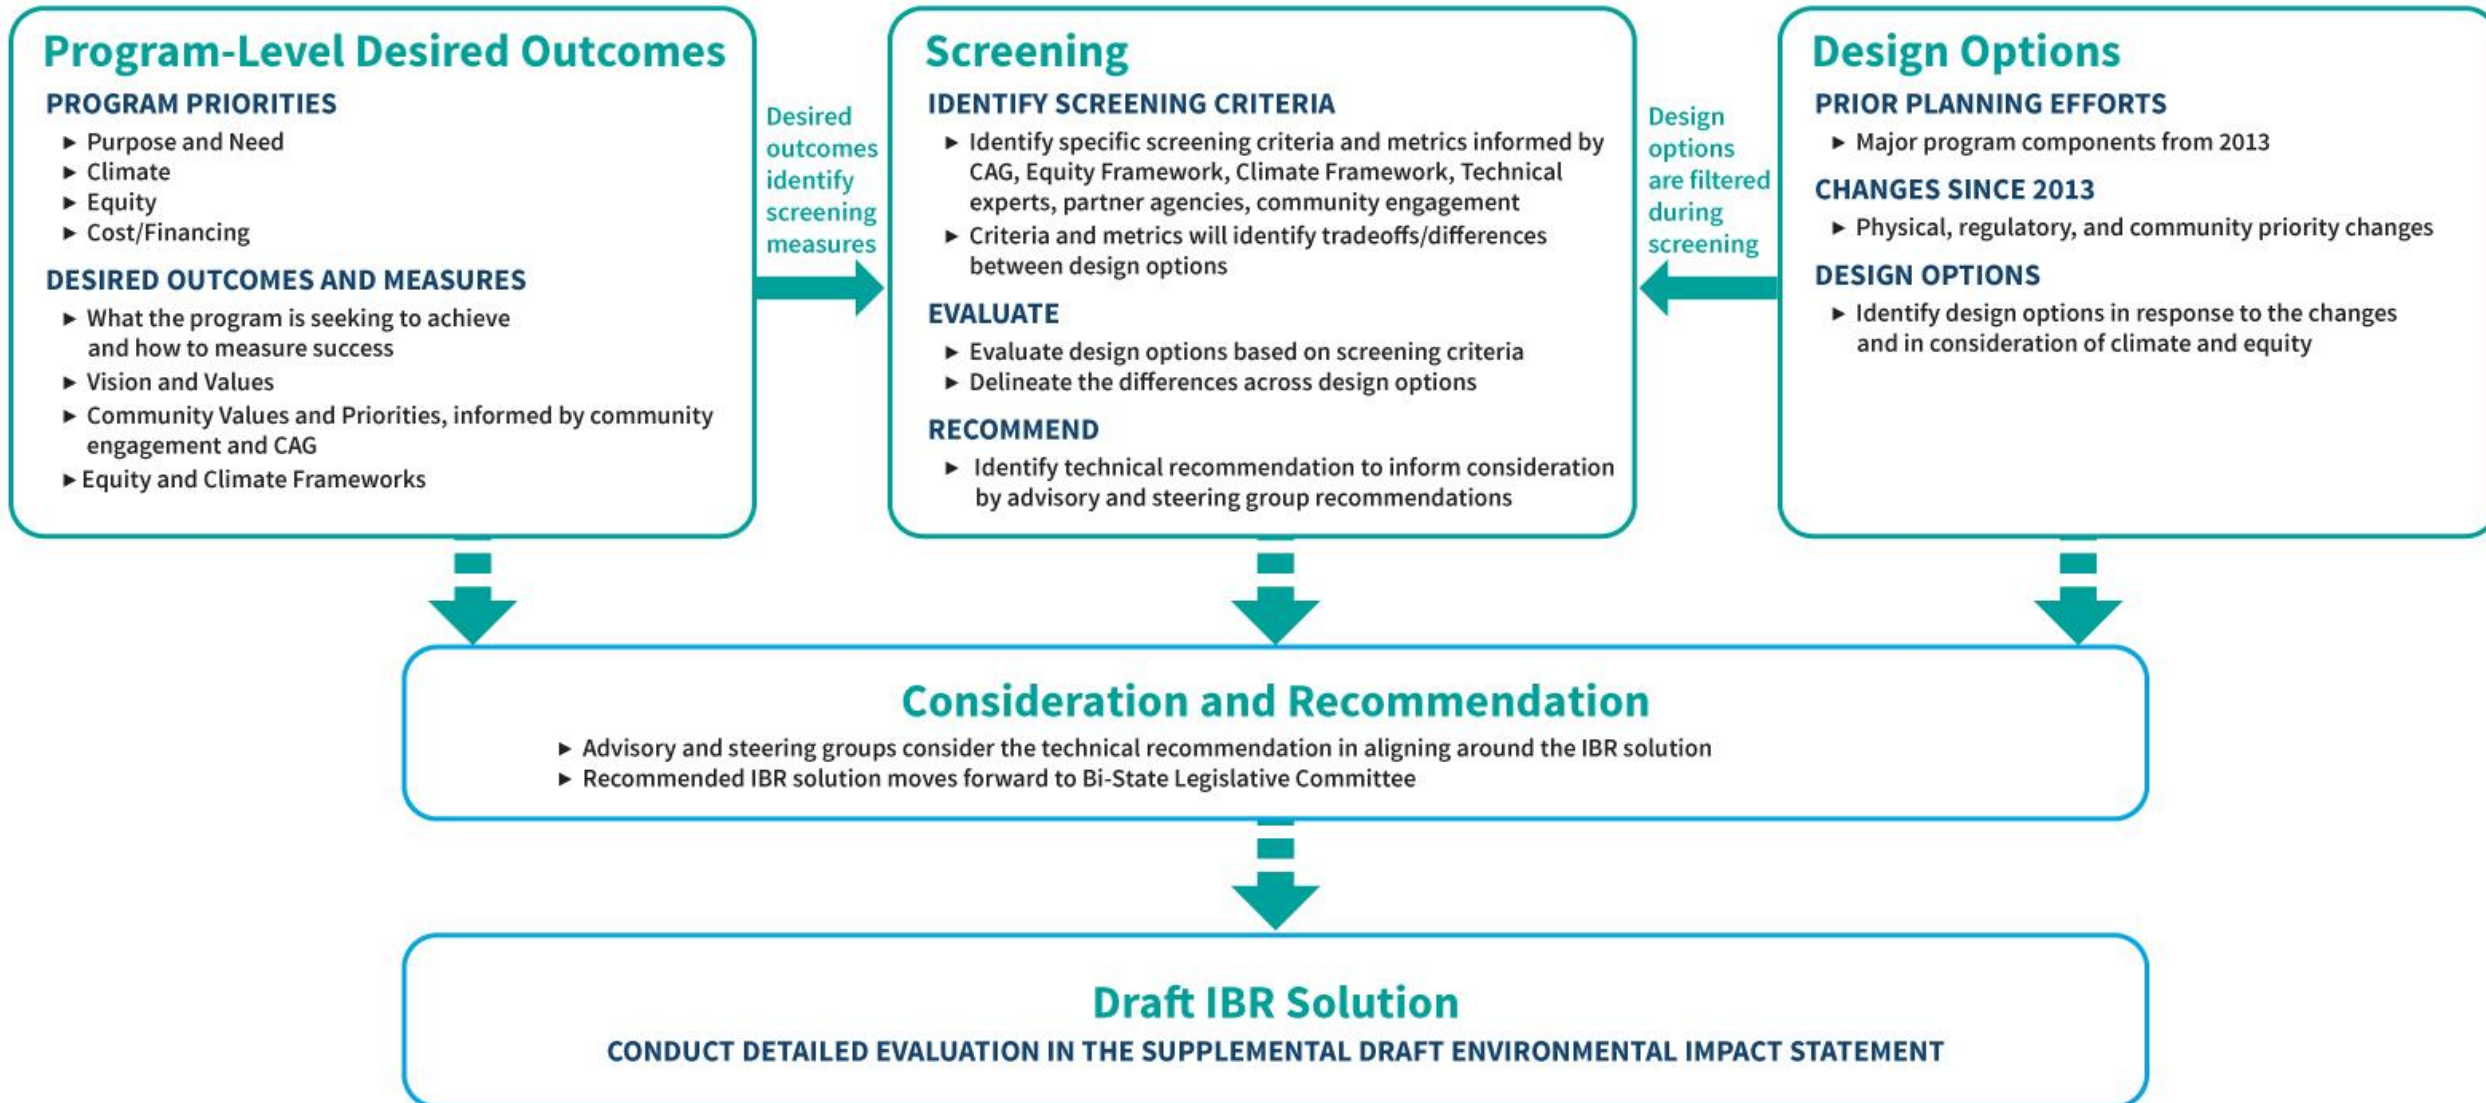 Program-Level Desired Outcomes
PROGRAM PRIORITIES
▶ Purpose and Need
▶ Climate
▶ Equity
▶ Cost/Financing
DESIRED OUTCOMES AND MEASURES
▶ What the program is seeking to achieve
and how to measure success
▶ Vision and Values
▶ Community Values and Priorities, informed by community
engagement and CAG
▶ Equity and Climate Frameworks
Desired
outcomes
identify
screening
measures
Screening
IDENTIFY SCREENING CRITERIA
▶ Identify specific screening criteria and metrics informed by
CAG, Equity Framework, Climate Framework, Technical
experts, partner agencies, community engagement
▶ Criteria and metrics will identify tradeoffs/differences
between design options
EVALUATE
▶ Evaluate design options based on screening criteria
▶ Delineate the differences across design options
RECOMMEND
▶ Identify technical recommendation to inform consideration
by advisory and steering group recommendations
Design
options
are filtered
during
screening
Design Options
PRIOR PLANNING EFFORTS
▶ Major program components from 2013
CHANGES SINCE 2013
▶ Physical, regulatory, and community priority changes
DESIGN OPTIONS
▶ Identify design options in response to the changes
and in consideration of climate and equity
Consideration and Recommendation
▶ Advisory and steering groups consider the technical recommendation in aligning around the IBR solution
▶ Recommended IBR solution moves forward to Bi-State Legislative Committee
Draft IBR Solution
CONDUCT DETAILED EVALUATION IN THE SUPPLEMENTAL DRAFT ENVIRONMENTAL IMPACT STATEMENT